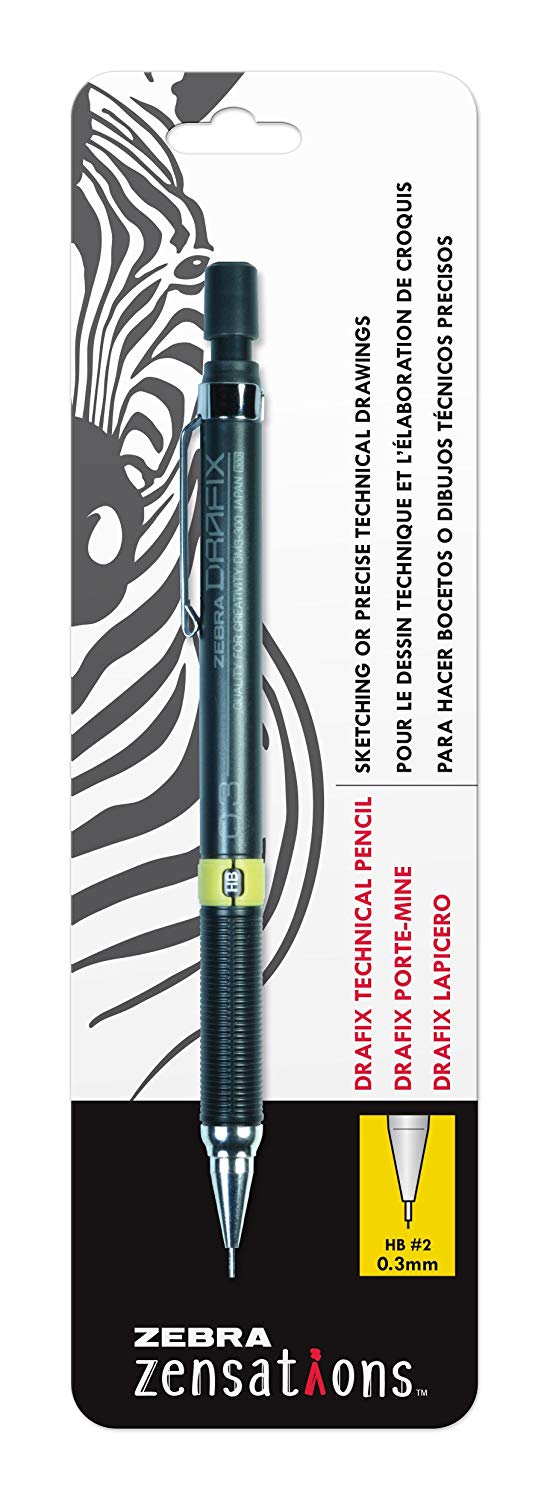 SKETCHING OR PRECISE TECHNICAL DRAWINGS
POUR LE DESSIN TECHNIQUE ET L'ÉLABORATION DE CROQUIS
PARA HACER BOCETOS O DIBUJOS TÉCNICOS PRECISOS
DRAFIX TECHNICAL PENCIL
DRAFIX PORTE-MINE
DRAFIX LAPICERO
ZEBRA DRAFIX
QUALITY FOR CREATIVITY·DM3-300 JAPAN
0.3
HB
HB #2
0.3mm
ZEBRA
zensations™